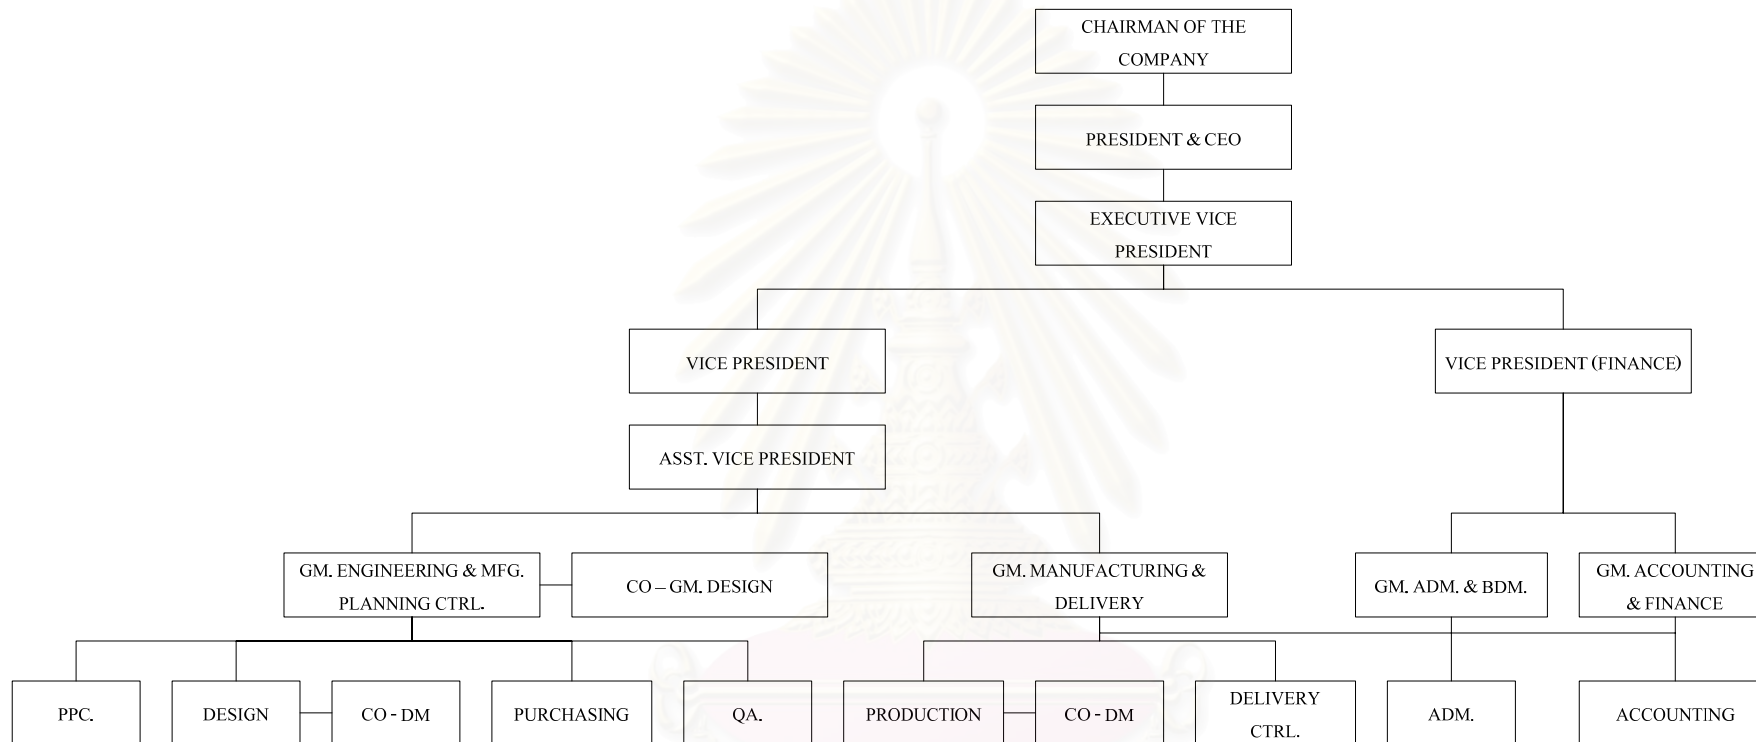 CHAIRMAN OF THE
COMPANY
PRESIDENT & CEO
EXECUTIVE VICE
PRESIDENT
VICE PRESIDENT
VICE PRESIDENT (FINANCE)
ASST. VICE PRESIDENT
GM. ENGINEERING & MFG.
PLANNING CTRL.
CO – GM. DESIGN
GM. MANUFACTURING &
DELIVERY
GM. ADM. & BDM.
GM. ACCOUNTING
& FINANCE
PPC.
DESIGN
CO - DM
PURCHASING
QA.
PRODUCTION
CO - DM
DELIVERY
CTRL.
ADM.
ACCOUNTING